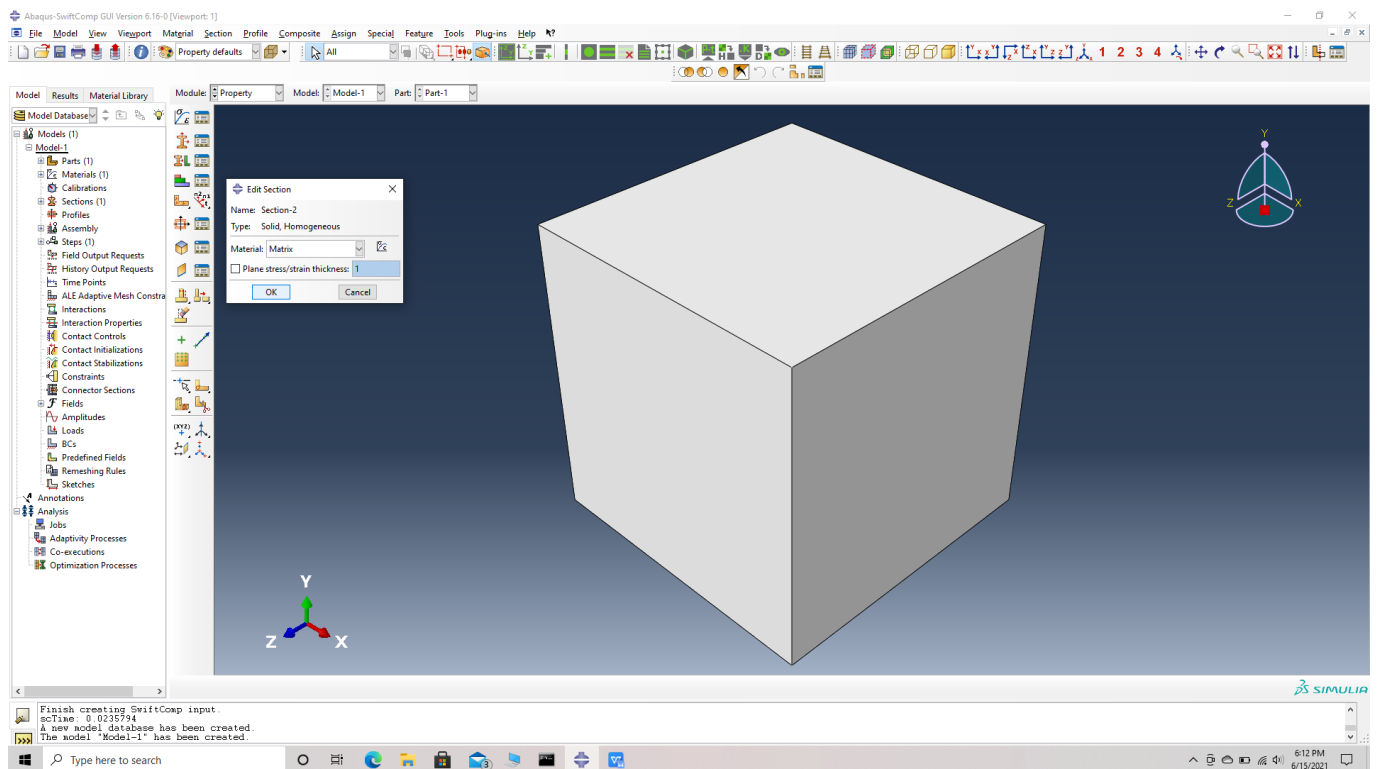 Abaqus-SwiftComp GUI Version 6.16-0 [Viewport: 1]
File Model View Viewport Material Section Profile Composite Assign Special Feature Tools Plug-ins Help
Property defaults All 1 2 3 4
Model Results Material Library Module: Property Model: Model-1 Part: Part-1
Model Database
Models (1)
Model-1
Parts (1)
Materials (1)
Calibrations
Sections (1)
Profiles
Assembly
Steps (1)
Field Output Requests
History Output Requests
Time Points
ALE Adaptive Mesh Constra
Interactions
Interaction Properties
Contact Controls
Contact Initializations
Contact Stabilizations
Constraints
Connector Sections
Fields
Amplitudes
Loads
BCs
Predefined Fields
Remeshing Rules
Sketches
Annotations
Analysis
Jobs
Adaptivity Processes
Co-executions
Optimization Processes
(XYZ)
Edit Section
Name: Section-2
Type: Solid, Homogeneous
Material: Matrix
Plane stress/strain thickness: 1
OK Cancel
Y
Z X
Y
Z X
SIMULIA
Finish creating SwiftComp input.
scTime: 0.0235794
A new model database has been created.
The model "Model-1" has been created.
Type here to search
6:12 PM
6/15/2021